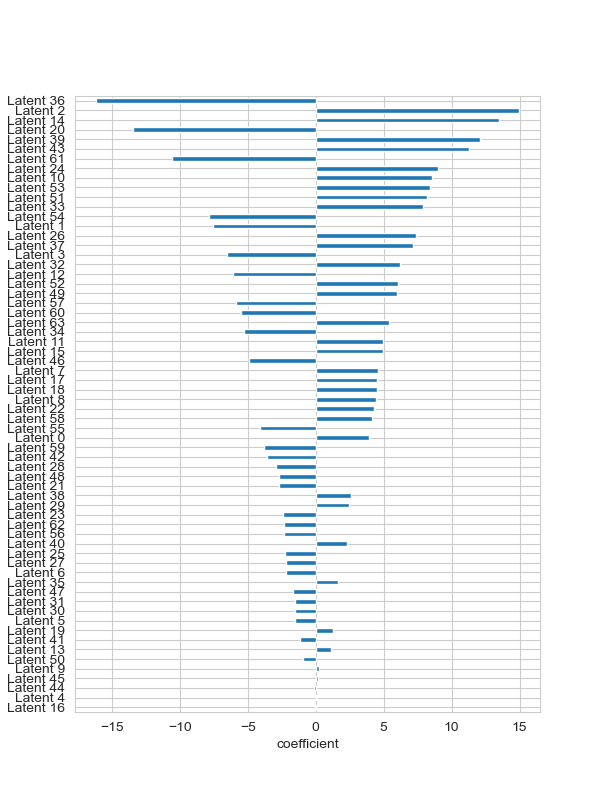 Latent 36
Latent 2
Latent 14
Latent 20
Latent 39
Latent 43
Latent 61
Latent 24
Latent 10
Latent 53
Latent 51
Latent 33
Latent 54
Latent 1
Latent 26
Latent 37
Latent 3
Latent 32
Latent 12
Latent 52
Latent 49
Latent 57
Latent 60
Latent 63
Latent 34
Latent 11
Latent 15
Latent 46
Latent 7
Latent 17
Latent 18
Latent 8
Latent 22
Latent 58
Latent 55
Latent 0
Latent 59
Latent 42
Latent 28
Latent 48
Latent 21
Latent 38
Latent 29
Latent 23
Latent 62
Latent 56
Latent 40
Latent 25
Latent 27
Latent 6
Latent 35
Latent 47
Latent 31
Latent 30
Latent 5
Latent 19
Latent 41
Latent 13
Latent 50
Latent 9
Latent 45
Latent 44
Latent 4
Latent 16
−15 −10 −5 0 5 10 15
coefficient